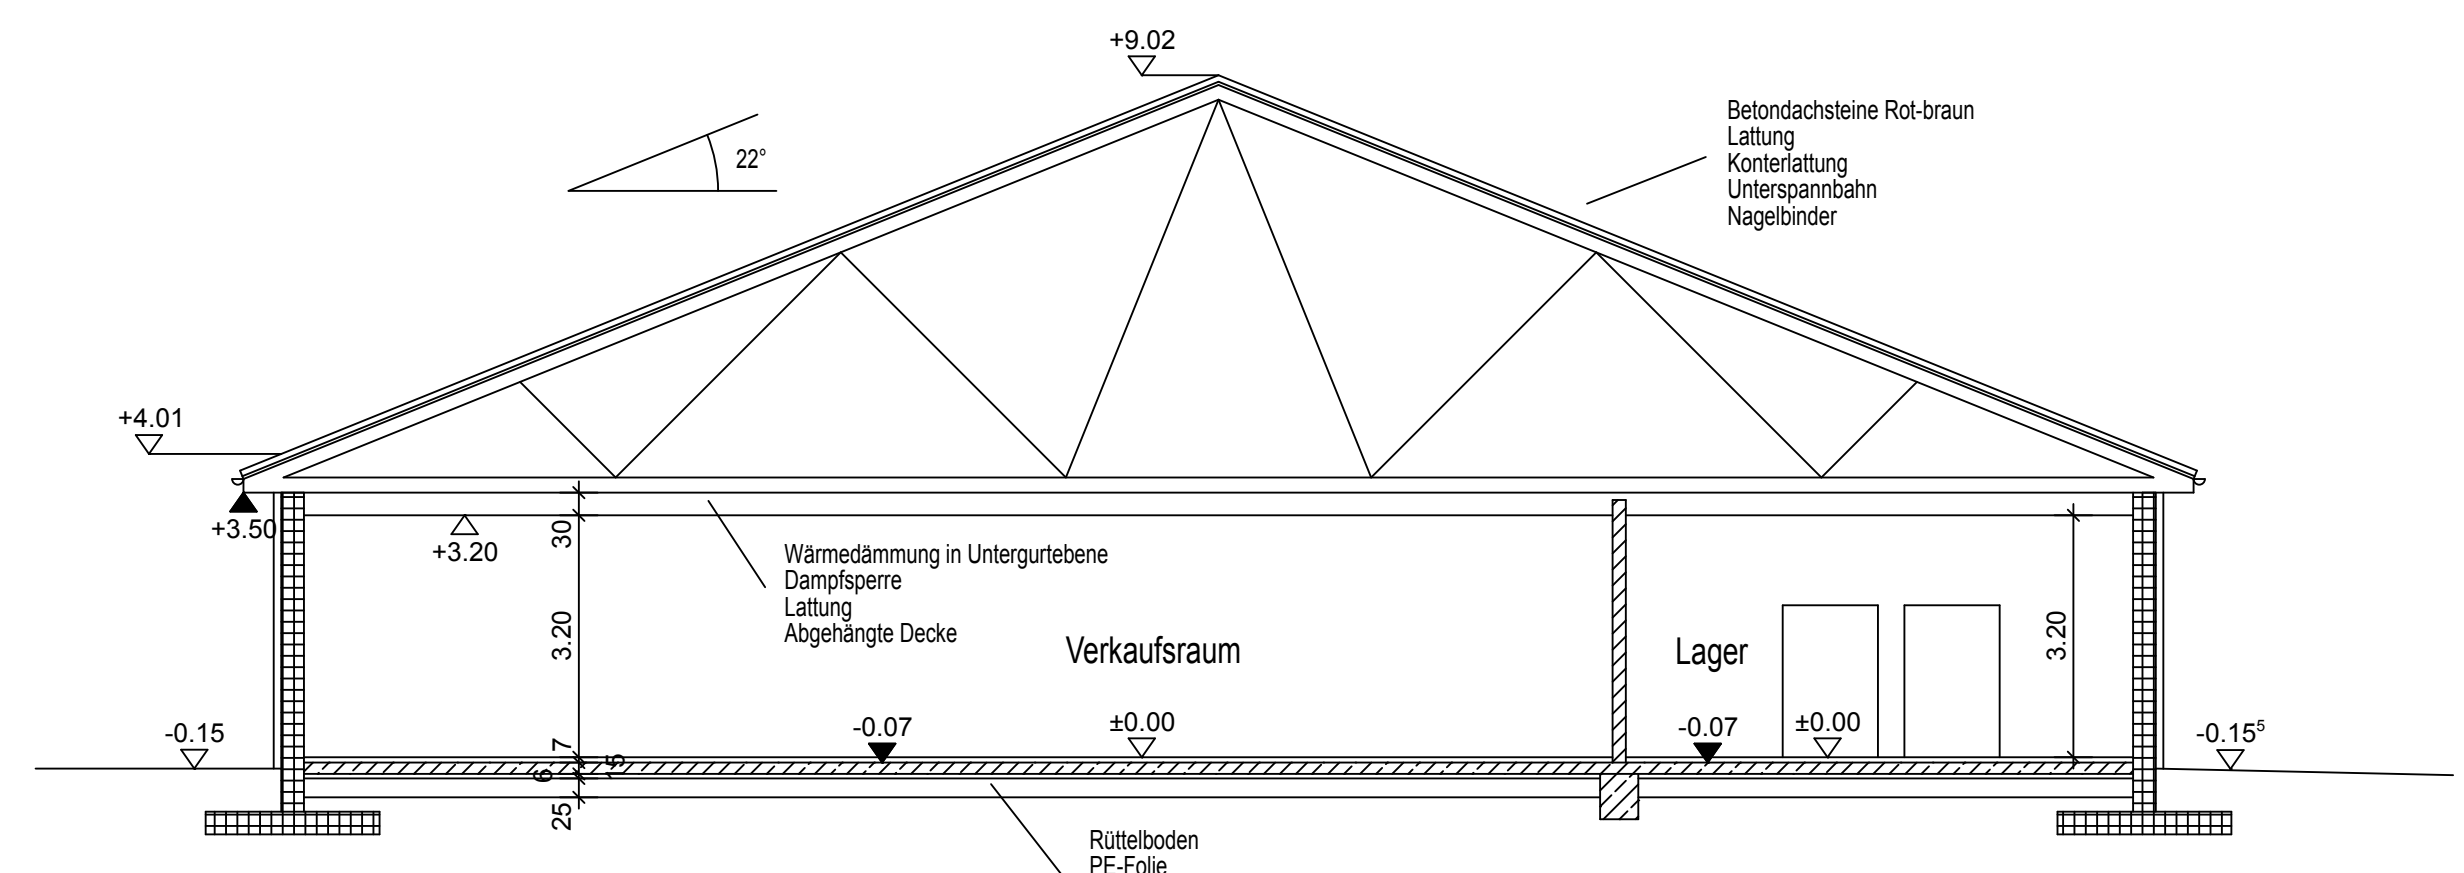 +9.02
Betondachsteine Rot-braun
Lattung
Konterlattung
Unterspannbahn
Nagelbinder
22°
+4.01
+3.50
+3.20
30
Wärmedämmung in Untergurtebene
Dampfsperre
Lattung
Abgehängte Decke
3.20
Verkaufsraum
Lager
3.20
-0.15
-0.07
±0.00
-0.07
±0.00
-0.15⁵
7
15
6
25
Rüttelboden
PE-Folie